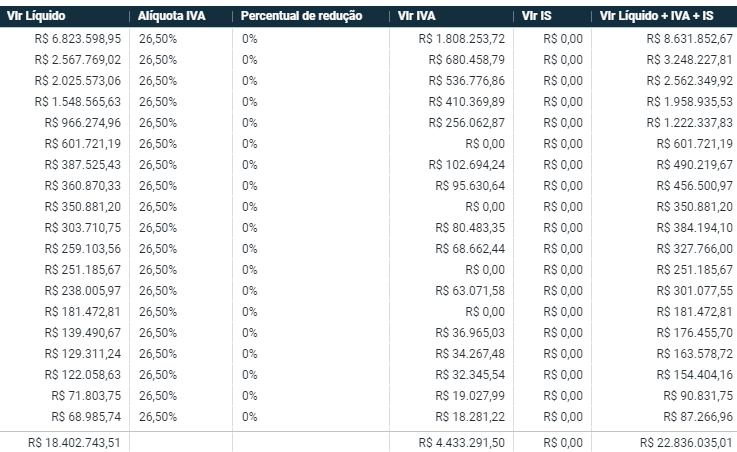 Vlr Líquido Alíquota IVA Percentual de redução Vlr IVA Vlr IS Vlr Líquido + IVA + IS
R$ 6.823.598,95 26,50% 0% R$ 1.808.253,72 R$ 0,00 R$ 8.631.852,67
R$ 2.567.769,02 26,50% 0% R$ 680.458,79 R$ 0,00 R$ 3.248.227,81
R$ 2.025.573,06 26,50% 0% R$ 536.776,86 R$ 0,00 R$ 2.562.349,92
R$ 1.548.565,63 26,50% 0% R$ 410.369,89 R$ 0,00 R$ 1.958.935,53
R$ 966.274,96 26,50% 0% R$ 256.062,87 R$ 0,00 R$ 1.222.337,83
R$ 601.721,19 26,50% 0% R$ 0,00 R$ 0,00 R$ 601.721,19
R$ 387.525,43 26,50% 0% R$ 102.694,24 R$ 0,00 R$ 490.219,67
R$ 360.870,33 26,50% 0% R$ 95.630,64 R$ 0,00 R$ 456.500,97
R$ 350.881,20 26,50% 0% R$ 0,00 R$ 0,00 R$ 350.881,20
R$ 303.710,75 26,50% 0% R$ 80.483,35 R$ 0,00 R$ 384.194,10
R$ 259.103,56 26,50% 0% R$ 68.662,44 R$ 0,00 R$ 327.766,00
R$ 251.185,67 26,50% 0% R$ 0,00 R$ 0,00 R$ 251.185,67
R$ 238.005,97 26,50% 0% R$ 63.071,58 R$ 0,00 R$ 301.077,55
R$ 181.472,81 26,50% 0% R$ 0,00 R$ 0,00 R$ 181.472,81
R$ 139.490,67 26,50% 0% R$ 36.965,03 R$ 0,00 R$ 176.455,70
R$ 129.311,24 26,50% 0% R$ 34.267,48 R$ 0,00 R$ 163.578,72
R$ 122.058,63 26,50% 0% R$ 32.345,54 R$ 0,00 R$ 154.404,16
R$ 71.803,75 26,50% 0% R$ 19.027,99 R$ 0,00 R$ 90.831,75
R$ 68.985,74 26,50% 0% R$ 18.281,22 R$ 0,00 R$ 87.266,96
R$ 18.402.743,51 R$ 4.433.291,50 R$ 0,00 R$ 22.836.035,01